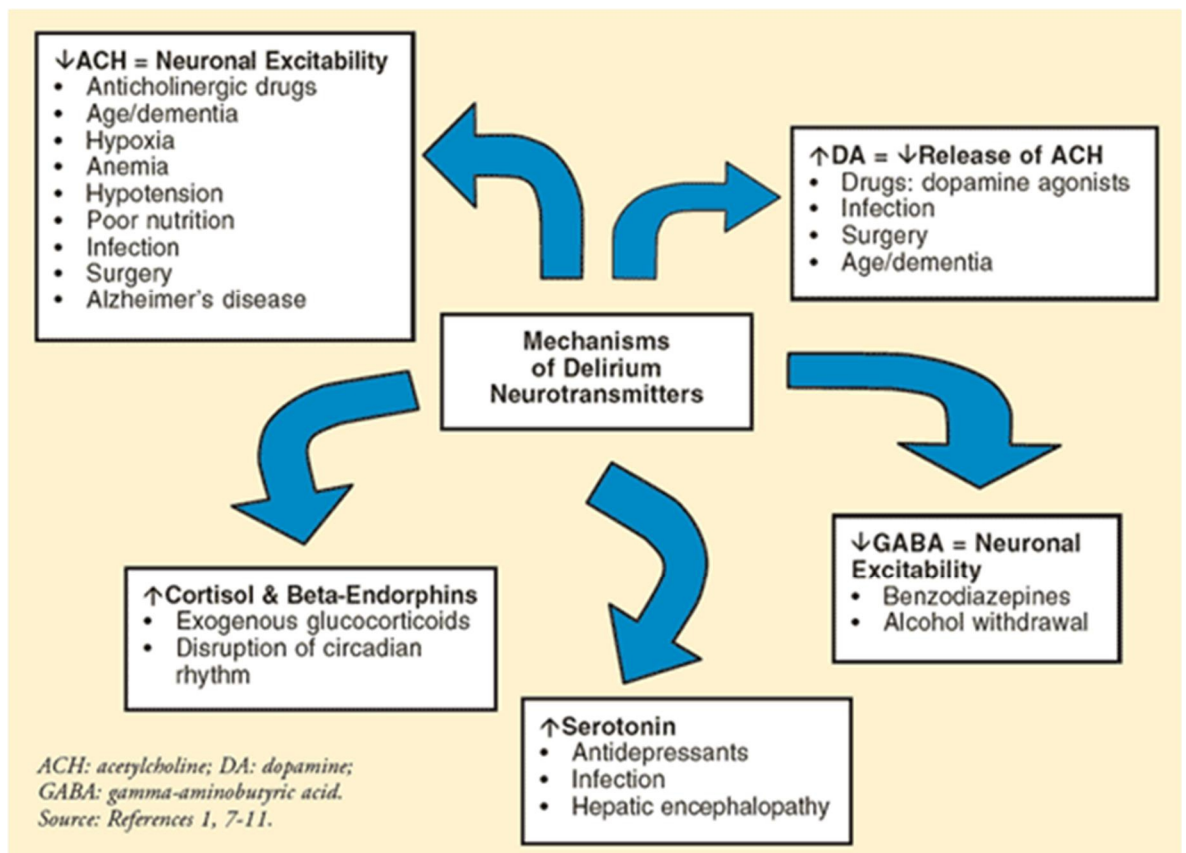 ↓ACH = Neuronal Excitability
• Anticholinergic drugs
• Age/dementia
• Hypoxia
• Anemia
• Hypotension
• Poor nutrition
• Infection
• Surgery
• Alzheimer's disease
↑DA = ↓Release of ACH
• Drugs: dopamine agonists
• Infection
• Surgery
• Age/dementia
Mechanisms
of Delirium
Neurotransmitters
↓GABA = Neuronal
Excitability
• Benzodiazepines
• Alcohol withdrawal
↑Cortisol & Beta-Endorphins
• Exogenous glucocorticoids
• Disruption of circadian
rhythm
↑Serotonin
• Antidepressants
• Infection
• Hepatic encephalopathy
ACH: acetylcholine; DA: dopamine;
GABA: gamma-aminobutyric acid.
Source: References 1, 7-11.